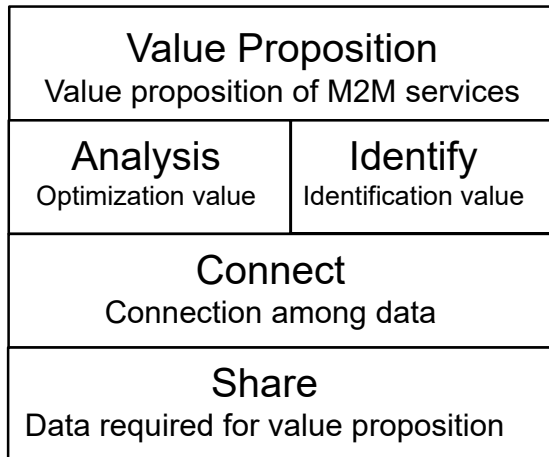 Value Proposition
Value proposition of M2M services
Analysis
Optimization value
Identify
Identification value
Connect
Connection among data
Share
Data required for value proposition